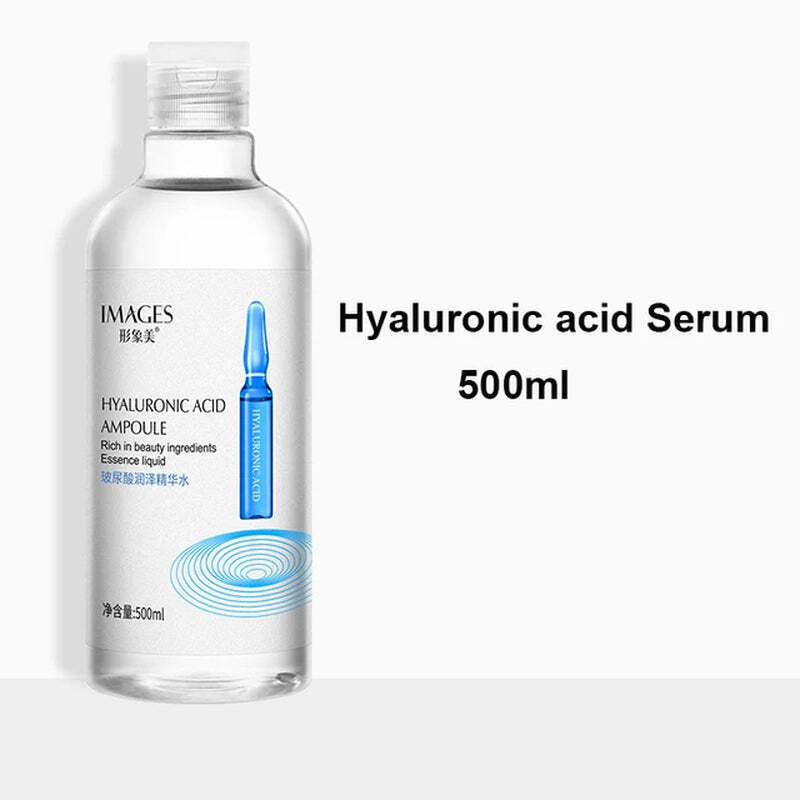 IMAGES
形象美®
HYALURONIC ACID
AMPOULE
Rich in beauty ingredients
Essence liquid
玻尿酸润泽精华水
HYALURONIC ACID
净含量:500ml
Hyaluronic acid Serum
500ml